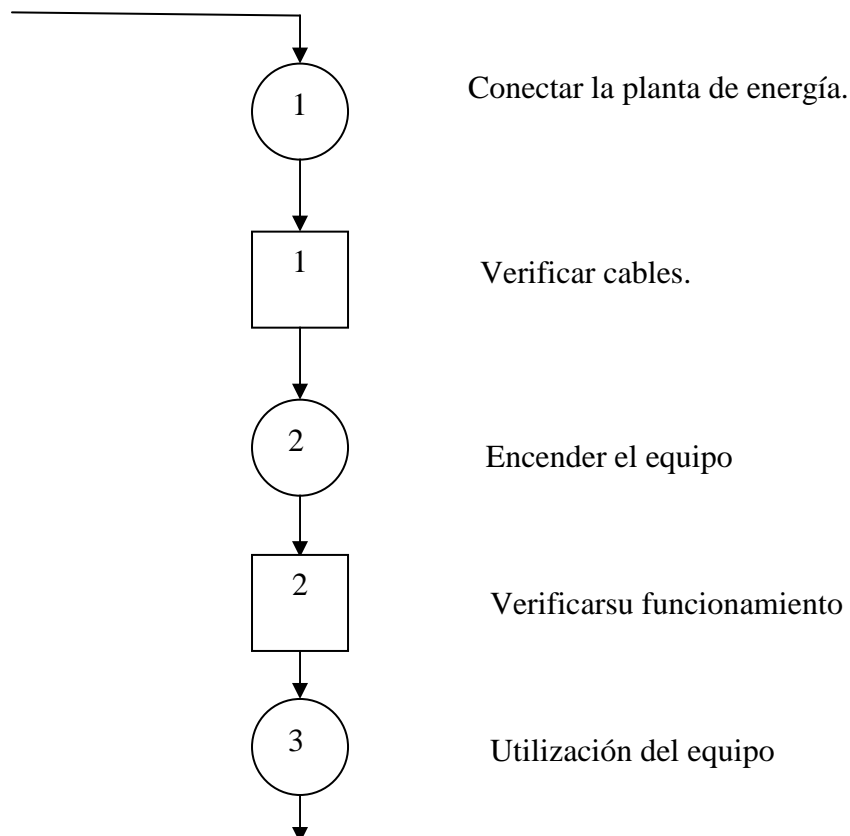 1
Conectar la planta de energía.
1
Verificar cables.
2
Encender el equipo
2
Verificarsu funcionamiento
3
Utilización del equipo